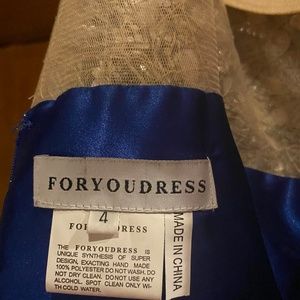 FORYOUDRESS
4
FORYOUDRESS
THE FORYOUDRESS IS
UNIQUE SYNTHESIS OF SUPER
DESIGN, EXACTING HAND MADE
100% POLYESTER DO NOT WASH. DO
NOT DRY CLEAN. DO NOT USE ANY
ALCOHOL. SPOT CLEAN ONLY WI-
TH COLD WATER.
MADE IN CHINA